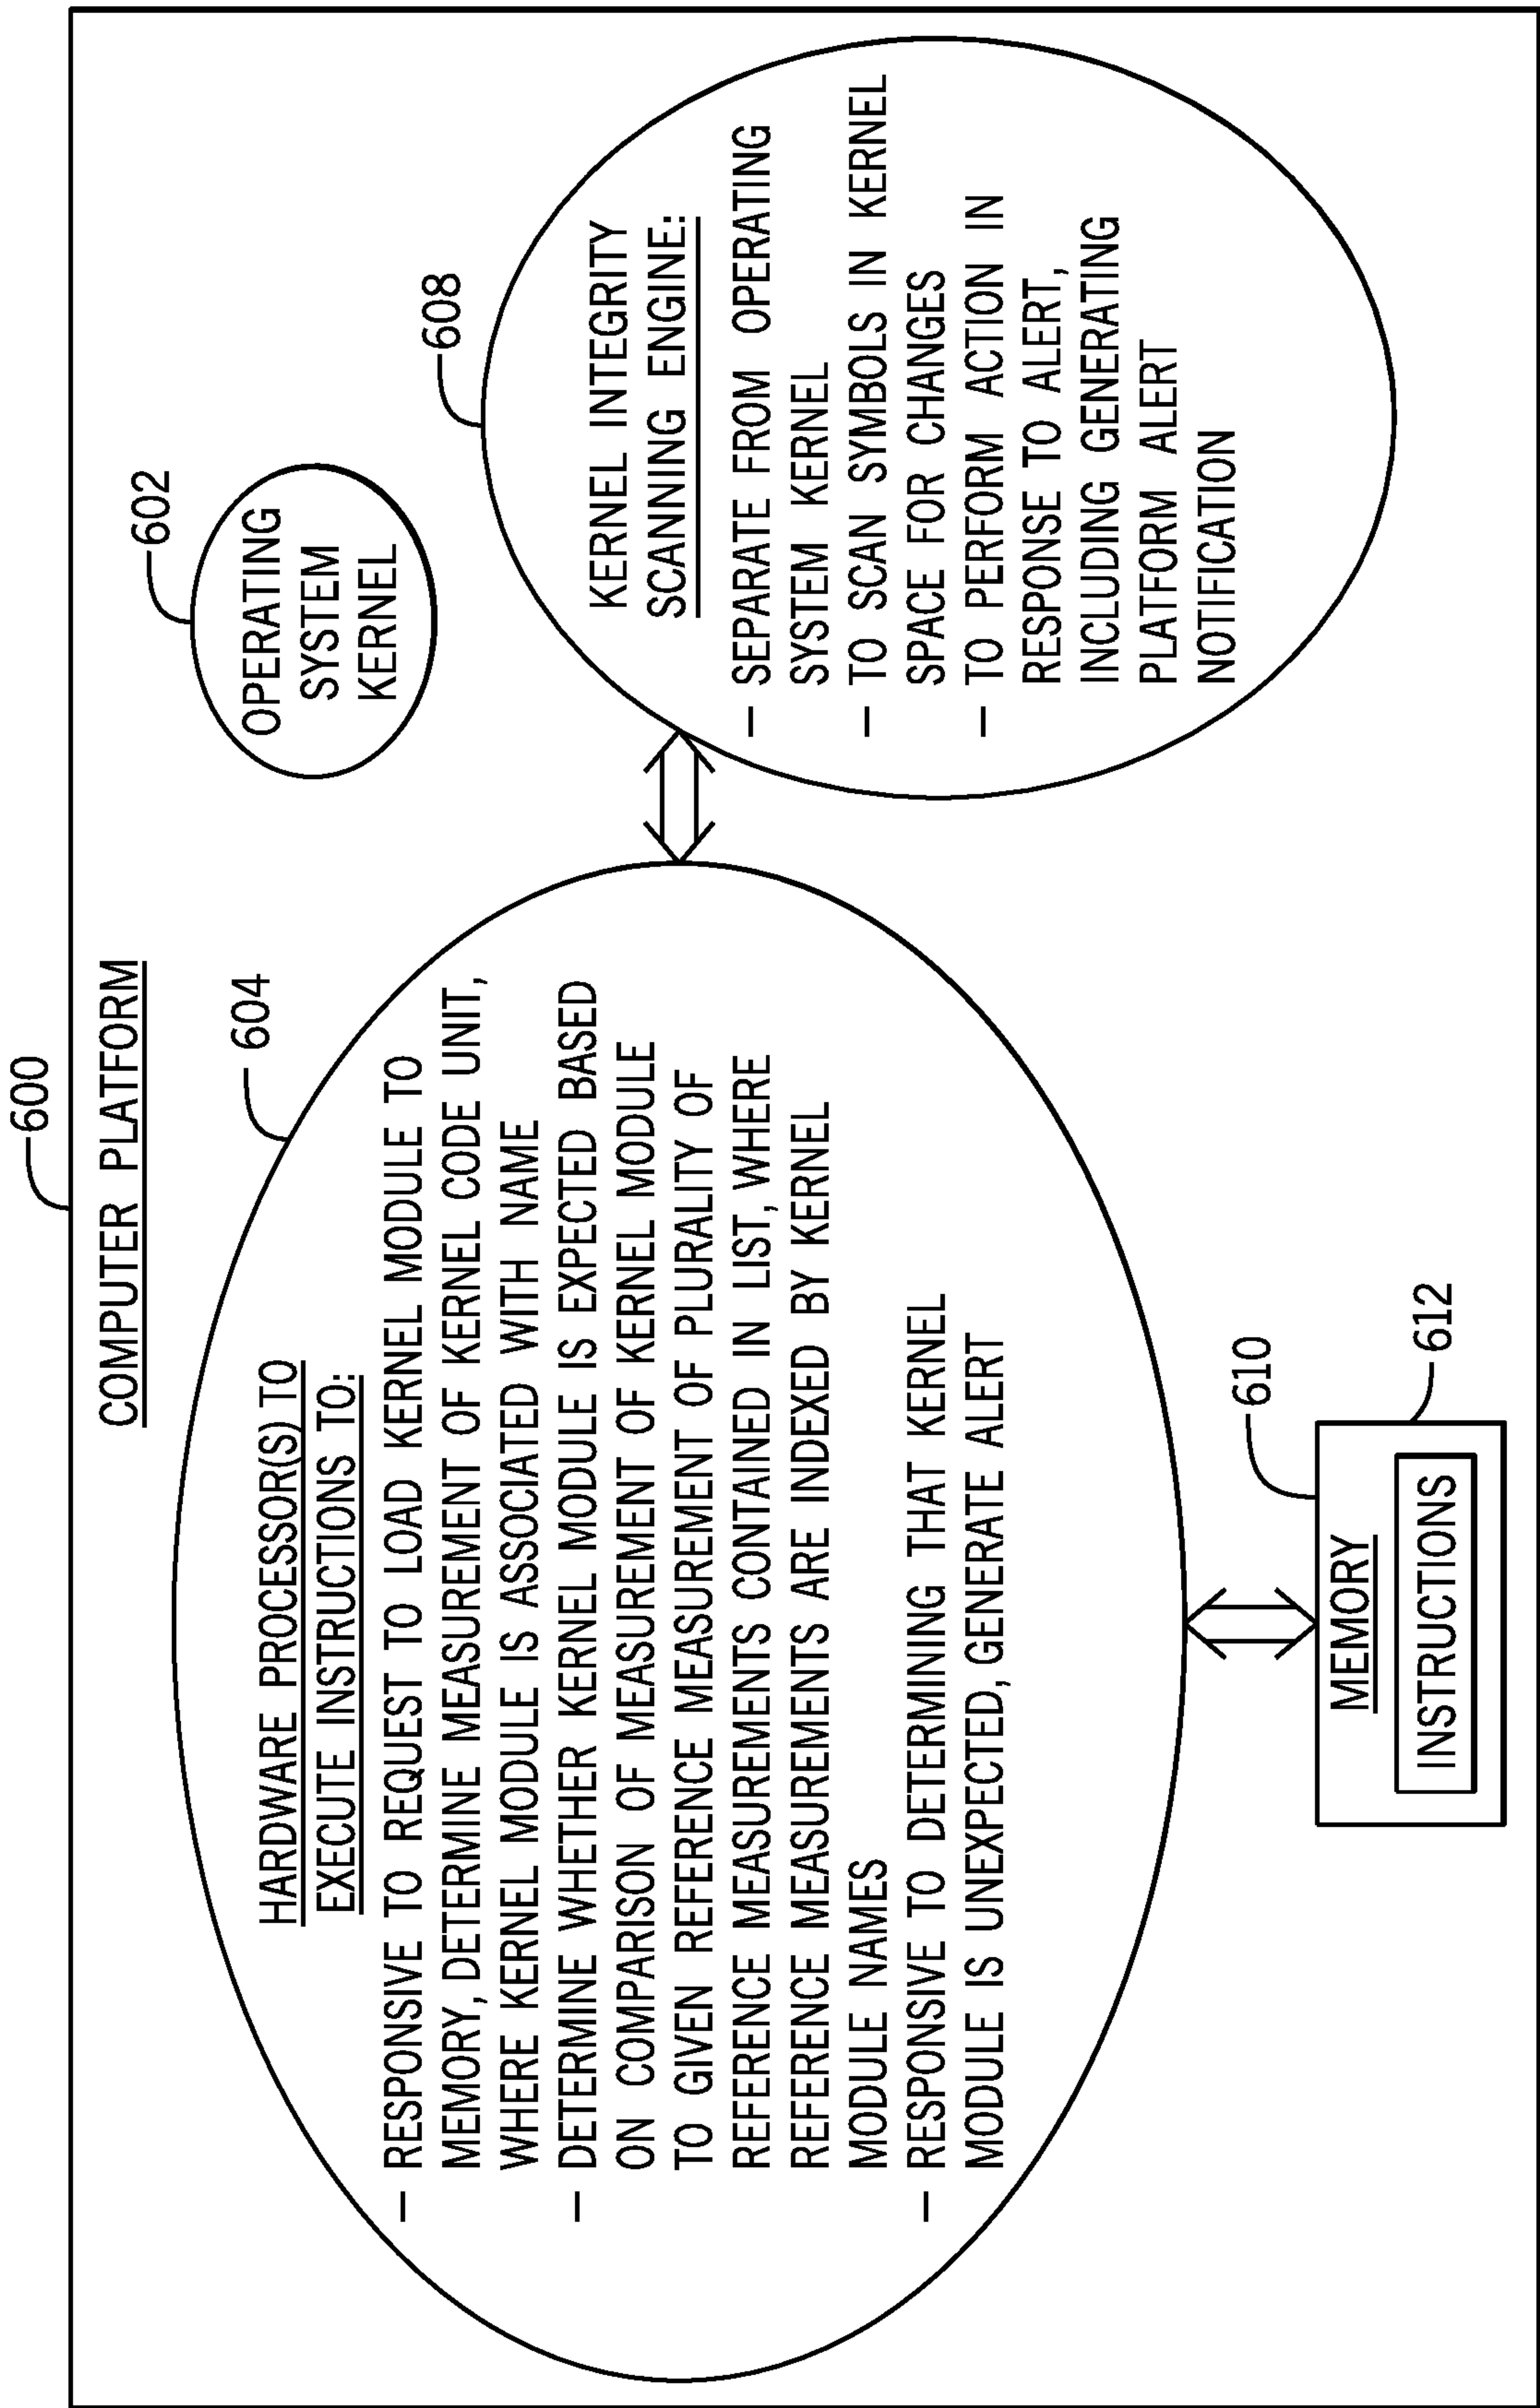 600
COMPUTER PLATFORM
604
HARDWARE PROCESSOR(S) TO
EXECUTE INSTRUCTIONS TO:
- RESPONSIVE TO REQUEST TO LOAD KERNEL MODULE TO
MEMORY, DETERMINE MEASUREMENT OF KERNEL CODE UNIT,
WHERE KERNEL MODULE IS ASSOCIATED WITH NAME
- DETERMINE WHETHER KERNEL MODULE IS EXPECTED BASED
ON COMPARISON OF MEASUREMENT OF KERNEL MODULE
TO GIVEN REFERENCE MEASUREMENT OF PLURALITY OF
REFERENCE MEASUREMENTS CONTAINED IN LIST, WHERE
REFERENCE MEASUREMENTS ARE INDEXED BY KERNEL
MODULE NAMES
- RESPONSIVE TO DETERMINING THAT KERNEL
MODULE IS UNEXPECTED, GENERATE ALERT
602
OPERATING
SYSTEM
KERNEL
608
KERNEL INTEGRITY
SCANNING ENGINE:
- SEPARATE FROM OPERATING
SYSTEM KERNEL
- TO SCAN SYMBOLS IN KERNEL
SPACE FOR CHANGES
- TO PERFORM ACTION IN
RESPONSE TO ALERT,
INCLUDING GENERATING
PLATFORM ALERT
NOTIFICATION
610
MEMORY
612
INSTRUCTIONS